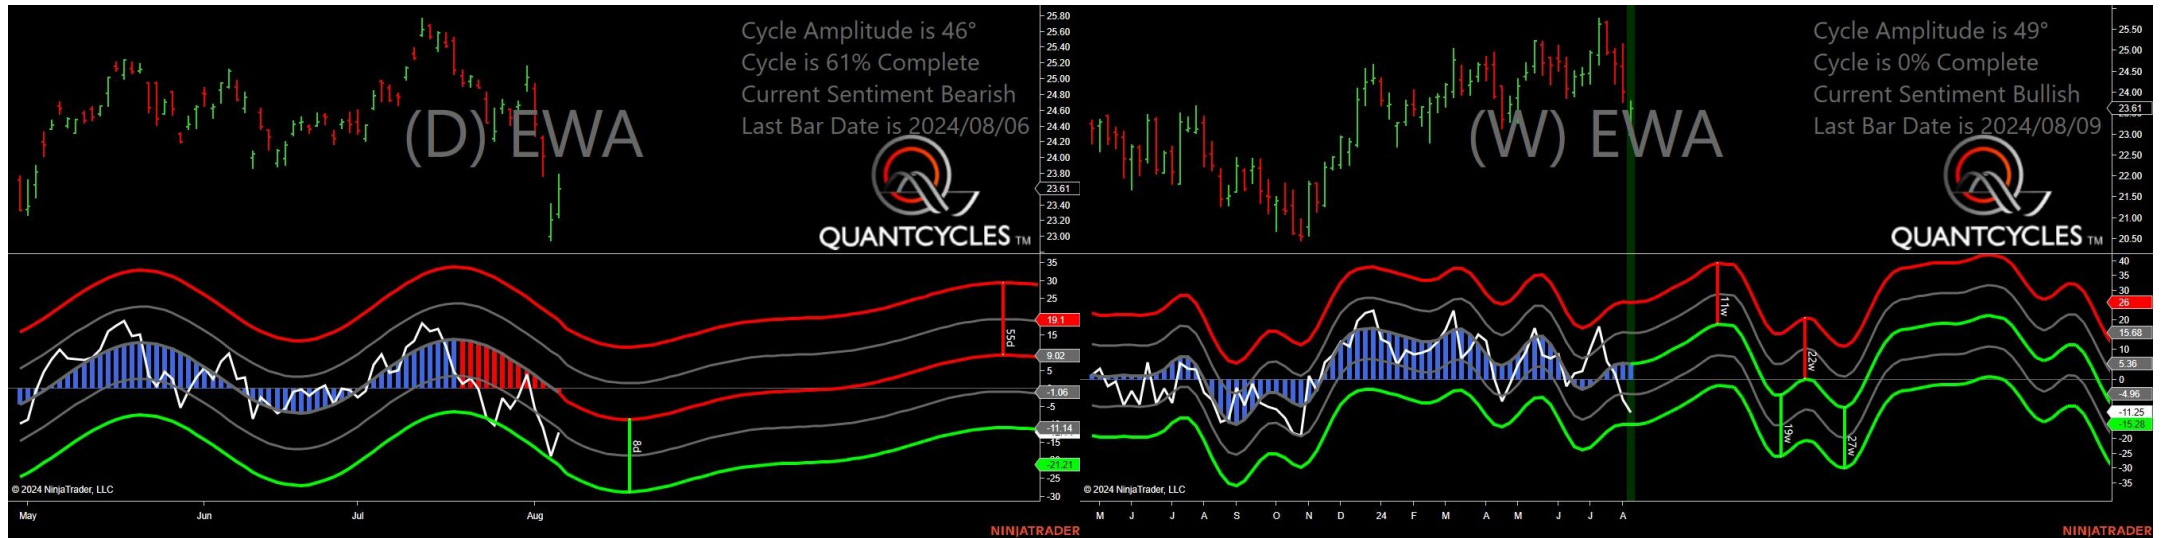 Cycle Amplitude is 46°
Cycle is 61% Complete
Current Sentiment Bearish
Last Bar Date is 2024/08/06
(D) EWA
QUANTCYCLES TM
25.80
25.60
25.40
25.20
25.00
24.80
24.60
24.40
24.20
24.00
23.80
23.61
23.40
23.20
23.00
35
30
25
19.1
9.02
5
-1.06
-5
-11.14
-15
-21.21
-25
-30
55d
8d
© 2024 NinjaTrader, LLC
May Jun Jul Aug
NINJATRADER
Cycle Amplitude is 49°
Cycle is 0% Complete
Current Sentiment Bullish
Last Bar Date is 2024/08/09
(W) EWA
QUANTCYCLES TM
25.50
25.00
24.50
24.00
23.61
23.00
22.50
22.00
21.50
21.00
20.50
40
35
30
26
20
15.68
10
5.36
0
-4.96
-11.25
-15.28
-20
-25
-30
-35
11w
22w
19w
27w
© 2024 NinjaTrader, LLC
M J J A S O N D 24 F M A M J J A
NINJATRADER